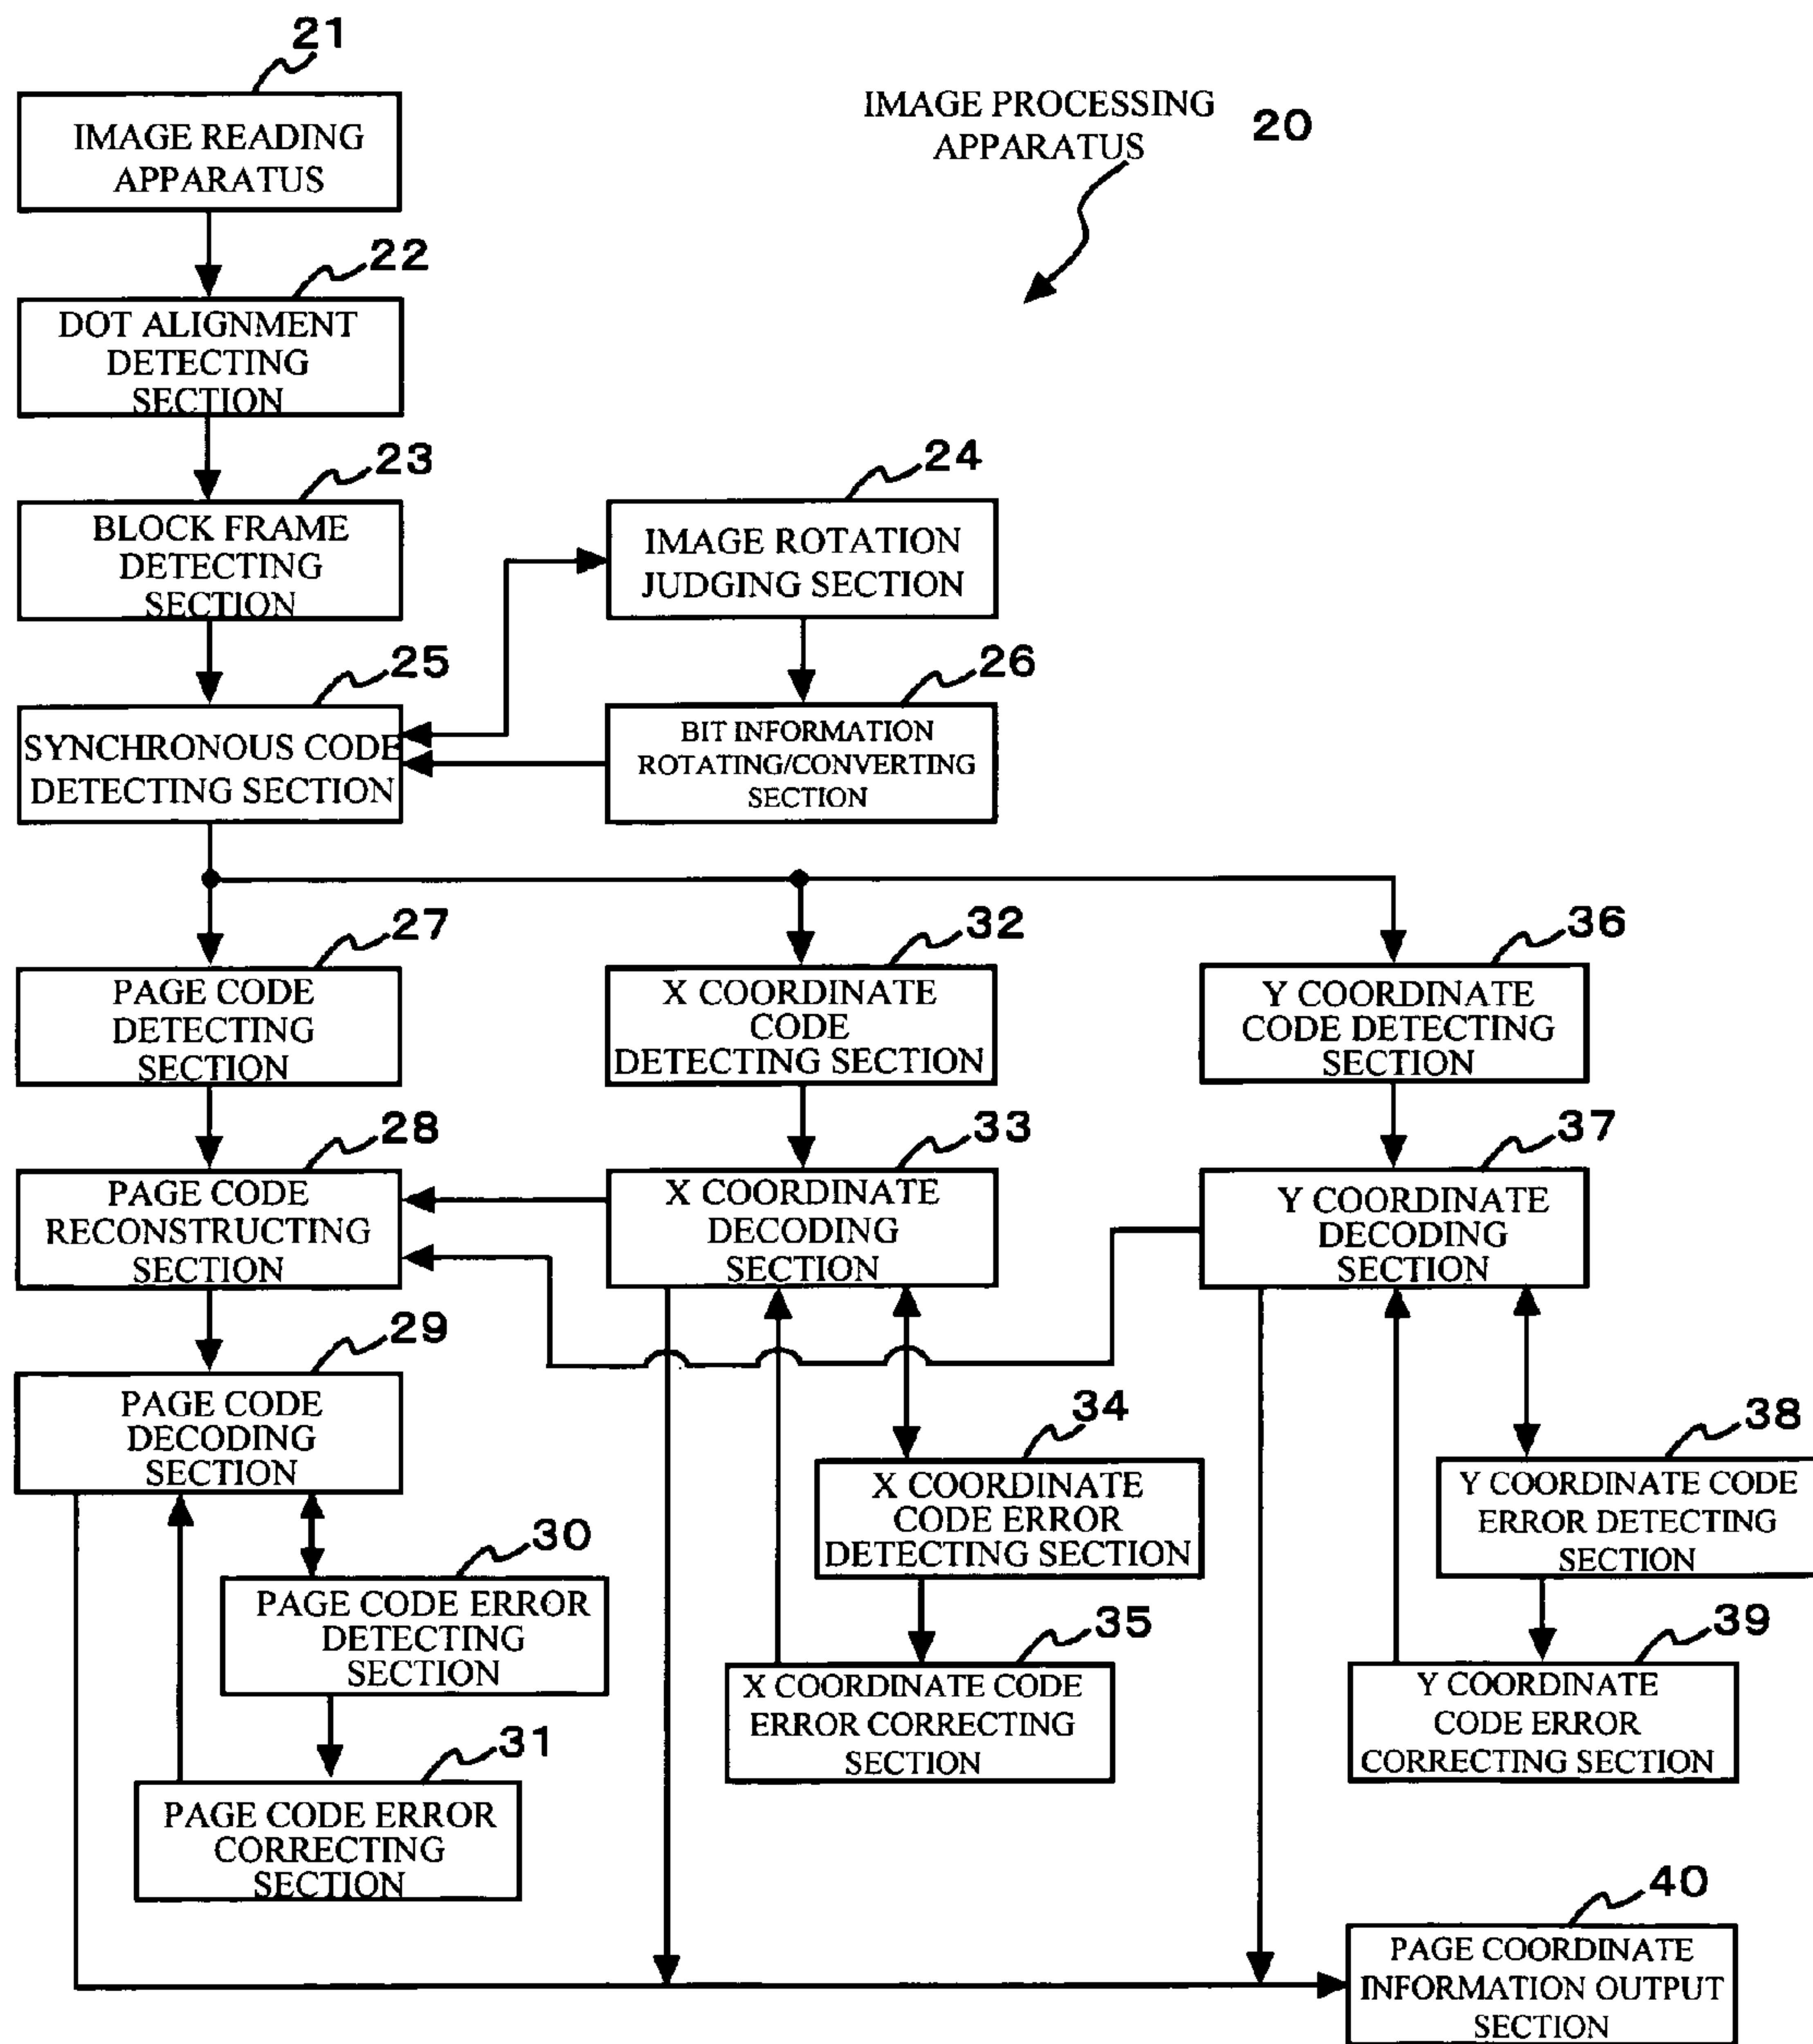 21
IMAGE READING
APPARATUS
IMAGE PROCESSING
APPARATUS
20
22
DOT ALIGNMENT
DETECTING
SECTION
23
BLOCK FRAME
DETECTING
SECTION
24
IMAGE ROTATION
JUDGING SECTION
25
SYNCHRONOUS CODE
DETECTING SECTION
26
BIT INFORMATION
ROTATING/CONVERTING
SECTION
27
PAGE CODE
DETECTING
SECTION
32
X COORDINATE
CODE
DETECTING SECTION
36
Y COORDINATE
CODE DETECTING
SECTION
28
PAGE CODE
RECONSTRUCTING
SECTION
33
X COORDINATE
DECODING
SECTION
37
Y COORDINATE
DECODING
SECTION
29
PAGE CODE
DECODING
SECTION
34
X COORDINATE
CODE ERROR
DETECTING SECTION
38
Y COORDINATE CODE
ERROR DETECTING
SECTION
30
PAGE CODE ERROR
DETECTING
SECTION
35
X COORDINATE CODE
ERROR CORRECTING
SECTION
39
Y COORDINATE
CODE ERROR
CORRECTING SECTION
31
PAGE CODE ERROR
CORRECTING
SECTION
40
PAGE COORDINATE
INFORMATION OUTPUT
SECTION